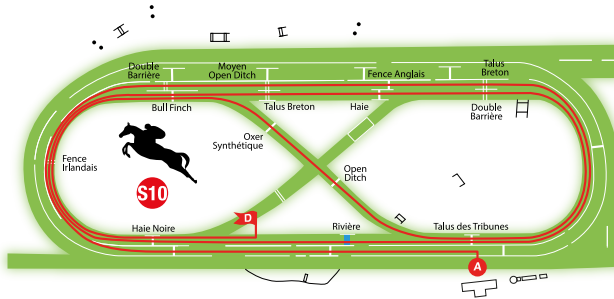 Double
Barrière
Moyen
Open Ditch
Fence Anglais
Talus
Breton
Bull Finch
Talus Breton
Haie
Double
Barrière
Oxer
Synthétique
Fence
Irlandais
Open
Ditch
S10
D
Haie Noire
Rivière
Talus des Tribunes
A